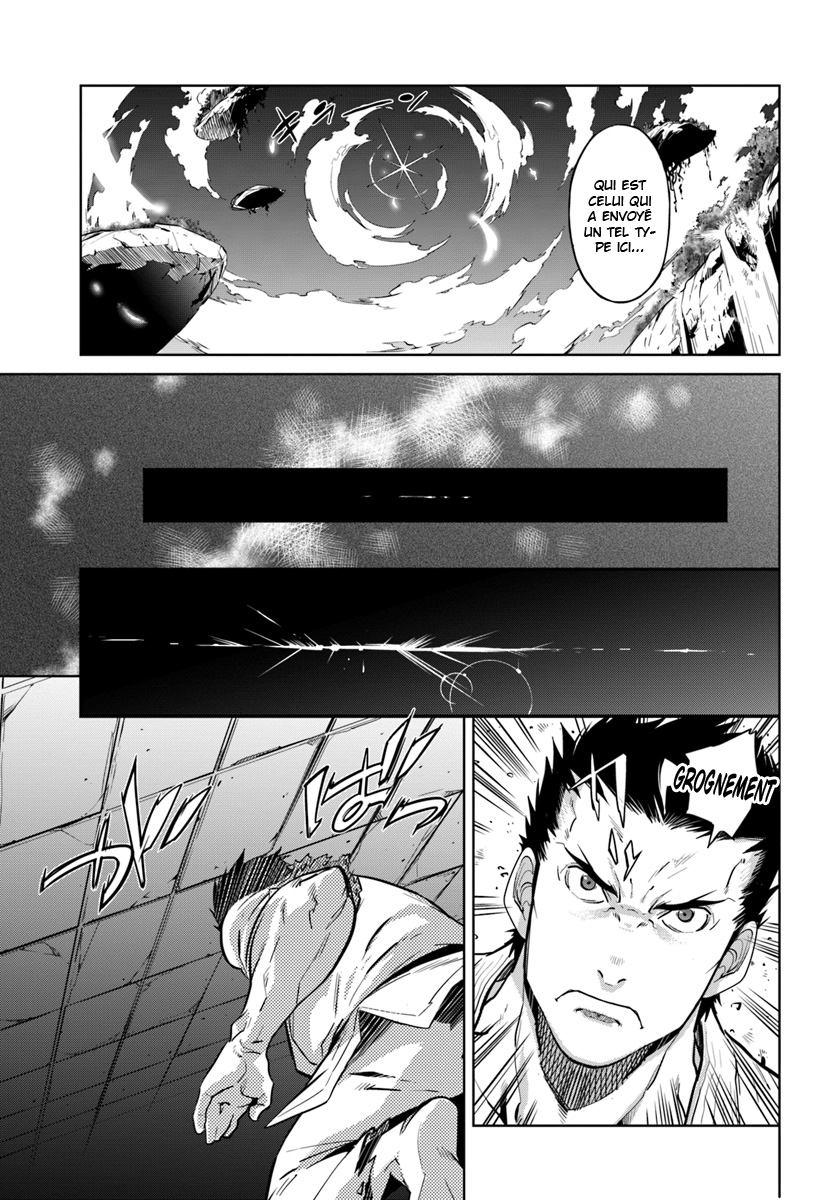 QUI EST
CELUI QUI
A ENVOYÉ
UN TEL TY-
PE ICI...
GROGNEMENT